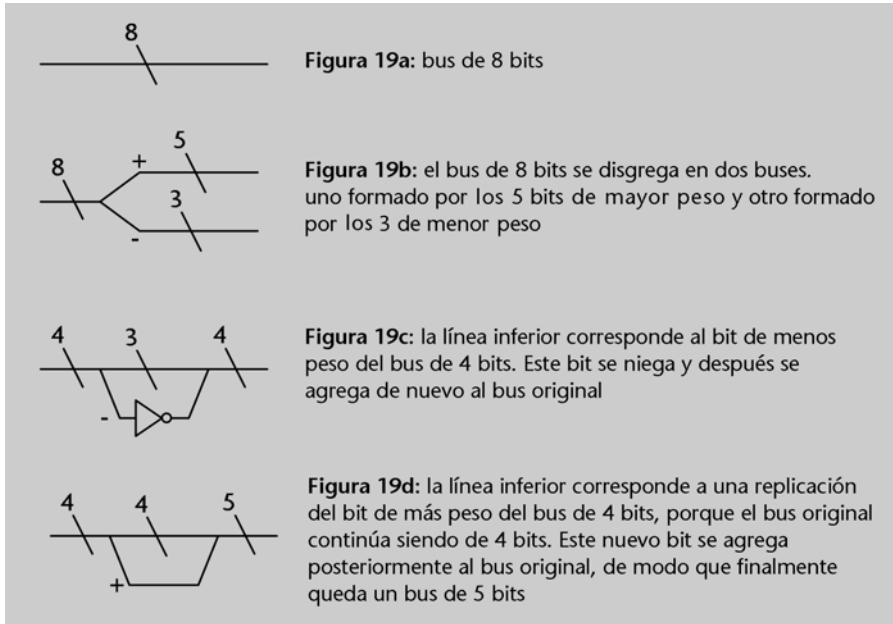 8
Figura 19a: bus de 8 bits
8
+
5
3
-
Figura 19b: el bus de 8 bits se disgrega en dos buses.
uno formado por los 5 bits de mayor peso y otro formado
por los 3 de menor peso
4
3
4
-
Figura 19c: la línea inferior corresponde al bit de menos
peso del bus de 4 bits. Este bit se niega y después se
agrega de nuevo al bus original
4
4
5
+
Figura 19d: la línea inferior corresponde a una replicación
del bit de más peso del bus de 4 bits, porque el bus original
continúa siendo de 4 bits. Este nuevo bit se agrega
posteriormente al bus original, de modo que finalmente
queda un bus de 5 bits